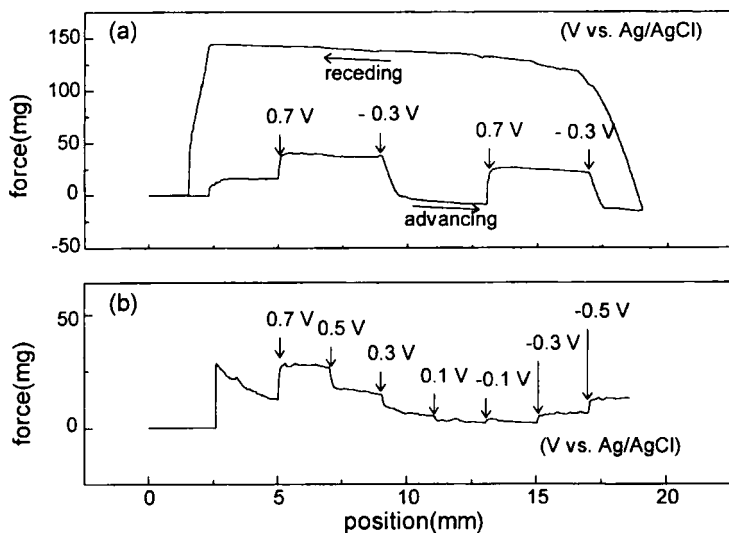 (a)
(V vs. Ag/AgCl)
150
100
50
0
-50
force(mg)
receding
0.7 V
- 0.3 V
0.7 V
- 0.3 V
advancing
(b)
50
0
force(mg)
0.7 V
0.5 V
0.3 V
0.1 V
-0.1 V
-0.3 V
-0.5 V
(V vs. Ag/AgCl)
0
5
10
15
20
position(mm)